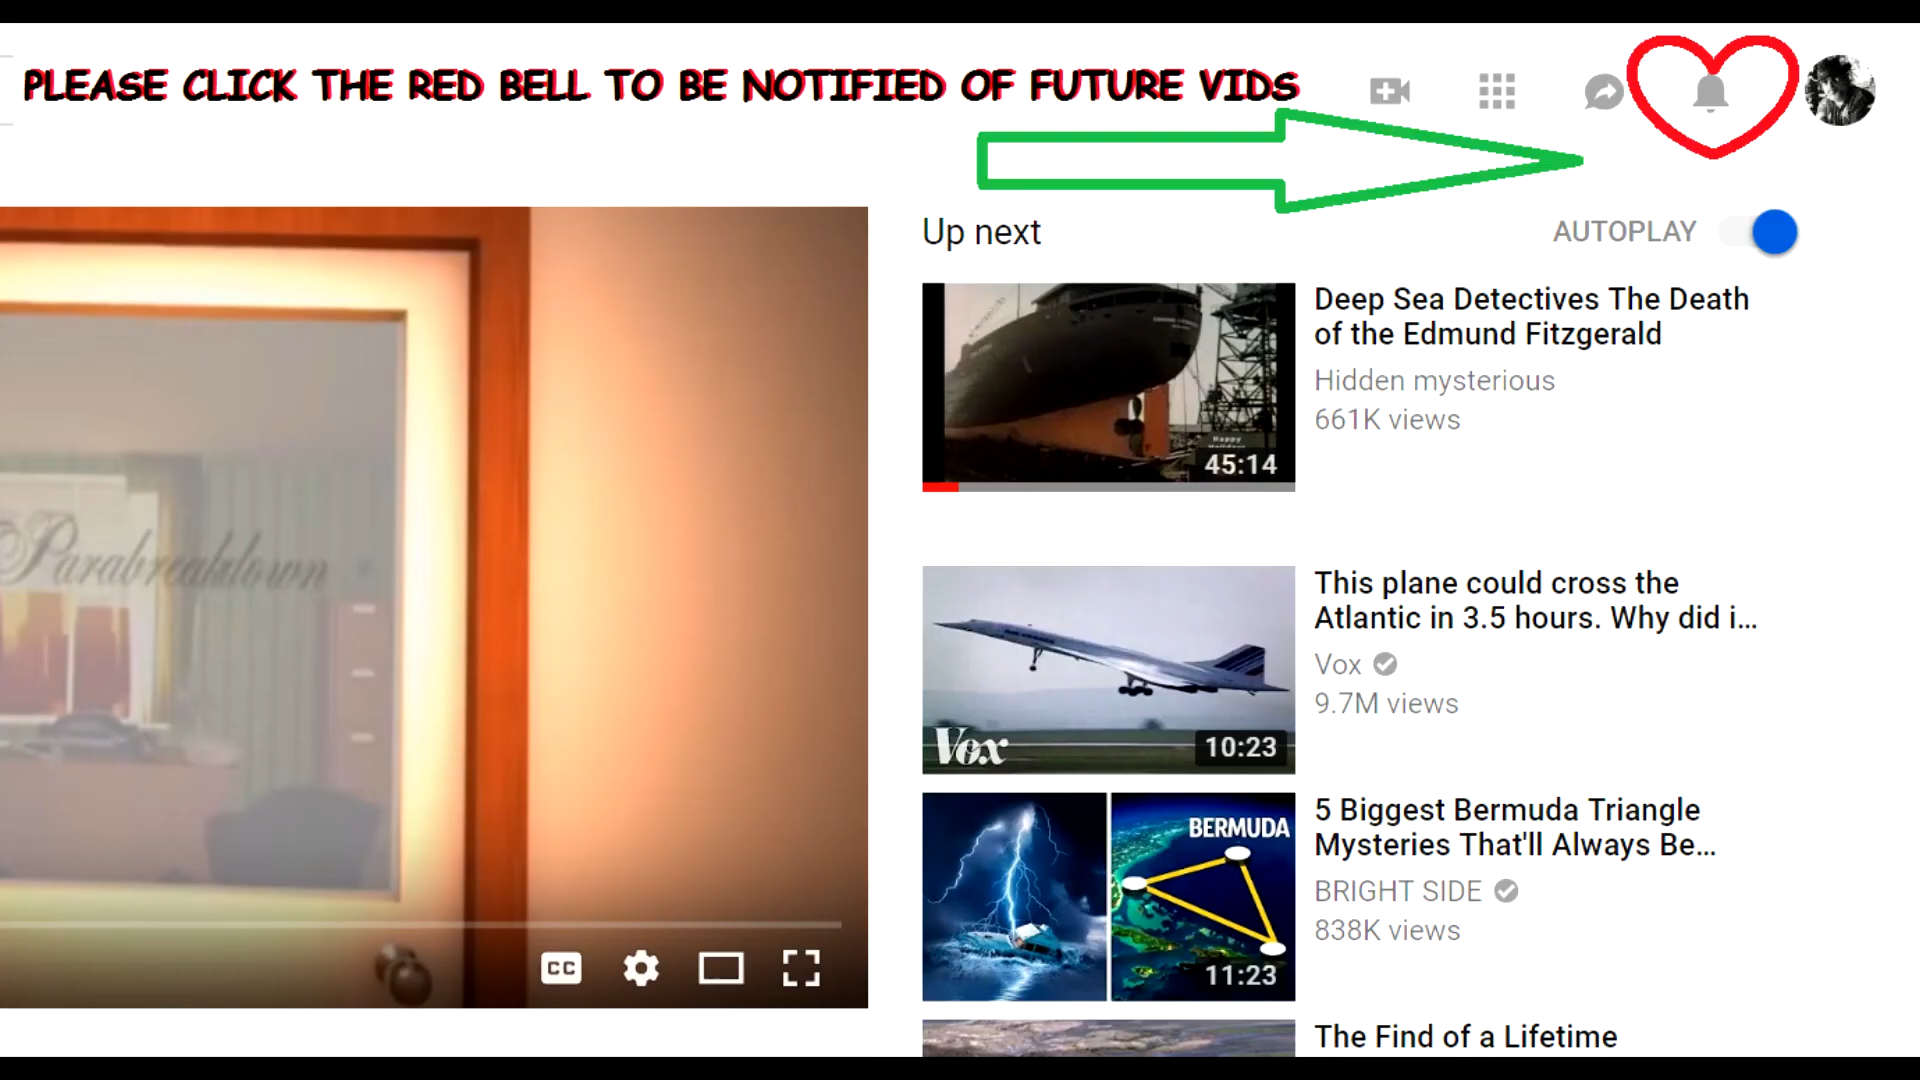 PLEASE CLICK THE RED BELL TO BE NOTIFIED OF FUTURE VIDS
Up next
AUTOPLAY
Deep Sea Detectives The Death
of the Edmund Fitzgerald
Hidden mysterious
661K views
Happy
45:14
Parabreakdown
This plane could cross the
Atlantic in 3.5 hours. Why did i...
Vox
9.7M views
Vox
10:23
5 Biggest Bermuda Triangle
Mysteries That'll Always Be...
BRIGHT SIDE
838K views
BERMUDA
11:23
CC
The Find of a Lifetime